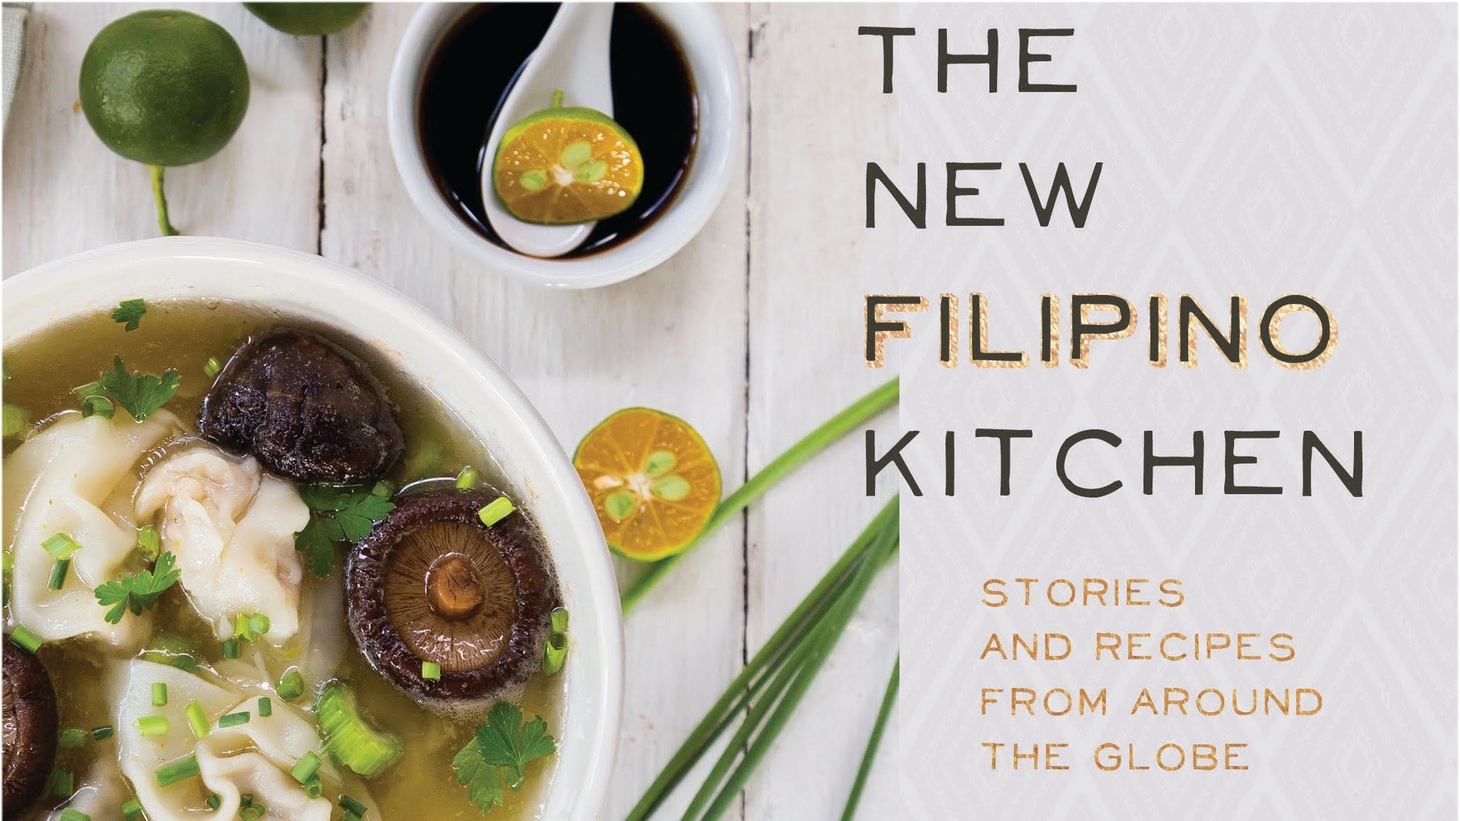 THE
NEW
FILIPINO
KITCHEN
STORIES
AND RECIPES
FROM AROUND
THE GLOBE